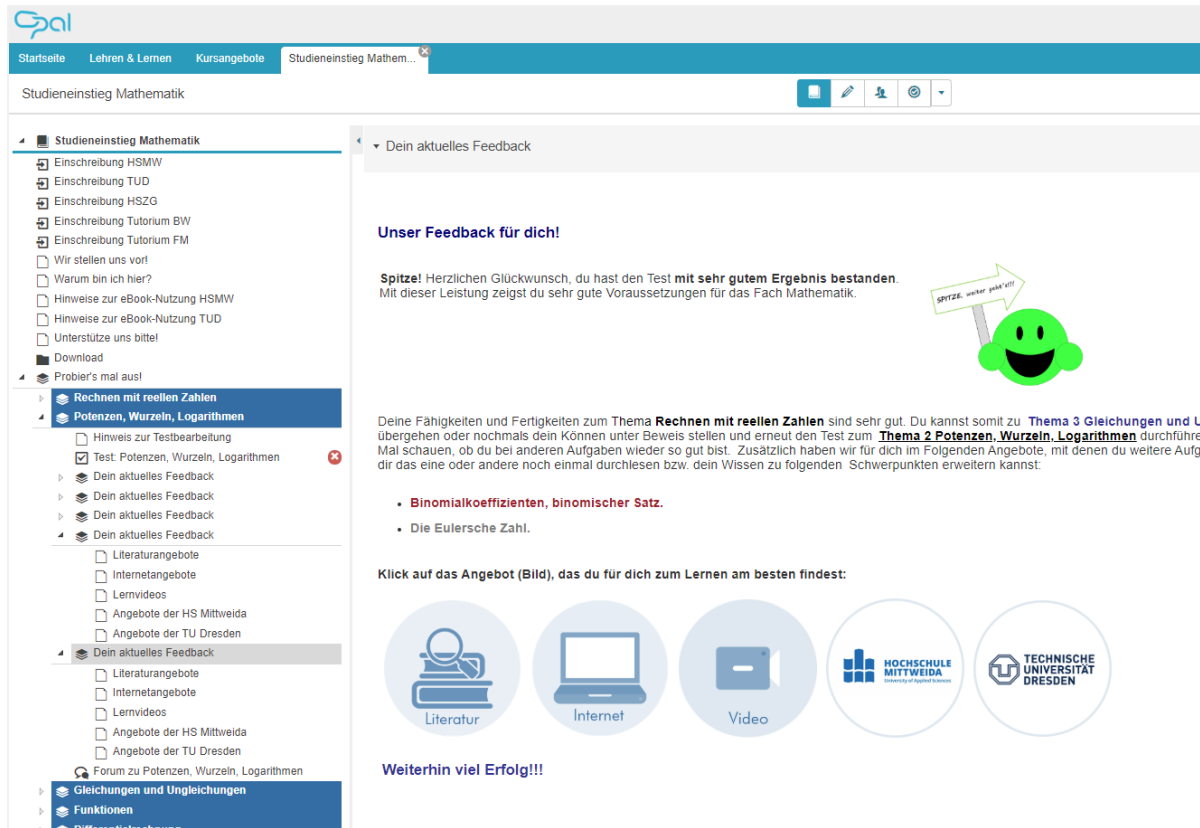 Opal
Startseite
Lehren & Lernen
Kursangebote
Studieneinstieg Mathem...
Studieneinstieg Mathematik
Studieneinstieg Mathematik
Einschreibung HSMW
Einschreibung TUD
Einschreibung HSZG
Einschreibung Tutorium BW
Einschreibung Tutorium FM
Wir stellen uns vor!
Warum bin ich hier?
Hinweise zur eBook-Nutzung HSMW
Hinweise zur eBook-Nutzung TUD
Unterstütze uns bitte!
Download
Probier's mal aus!
Rechnen mit reellen Zahlen
Potenzen, Wurzeln, Logarithmen
Hinweis zur Testbearbeitung
Test: Potenzen, Wurzeln, Logarithmen
Dein aktuelles Feedback
Dein aktuelles Feedback
Dein aktuelles Feedback
Dein aktuelles Feedback
Literaturangebote
Internetangebote
Lernvideos
Angebote der HS Mittweida
Angebote der TU Dresden
Dein aktuelles Feedback
Literaturangebote
Internetangebote
Lernvideos
Angebote der HS Mittweida
Angebote der TU Dresden
Forum zu Potenzen, Wurzeln, Logarithmen
Gleichungen und Ungleichungen
Funktionen
Dein aktuelles Feedback
Unser Feedback für dich!
Spitze! Herzlichen Glückwunsch, du hast den Test mit sehr gutem Ergebnis bestanden.
Mit dieser Leistung zeigst du sehr gute Voraussetzungen für das Fach Mathematik.
SPITZE, weiter geht's!!!
Deine Fähigkeiten und Fertigkeiten zum Thema Rechnen mit reellen Zahlen sind sehr gut. Du kannst somit zu Thema 3 Gleichungen und U
übergehen oder nochmals dein Können unter Beweis stellen und erneut den Test zum Thema 2 Potenzen, Wurzeln, Logarithmen durchführe
Mal schauen, ob du bei anderen Aufgaben wieder so gut bist. Zusätzlich haben wir für dich im Folgenden Angebote, mit denen du weitere Aufg
dir das eine oder andere noch einmal durchlesen bzw. dein Wissen zu folgenden Schwerpunkten erweitern kannst:
Binomialkoeffizienten, binomischer Satz.
Die Eulersche Zahl.
Klick auf das Angebot (Bild), das du für dich zum Lernen am besten findest:
Literatur
Internet
Video
HOCHSCHULE
MITTWEIDA
University of Applied Sciences
TECHNISCHE
UNIVERSITÄT
DRESDEN
Weiterhin viel Erfolg!!!